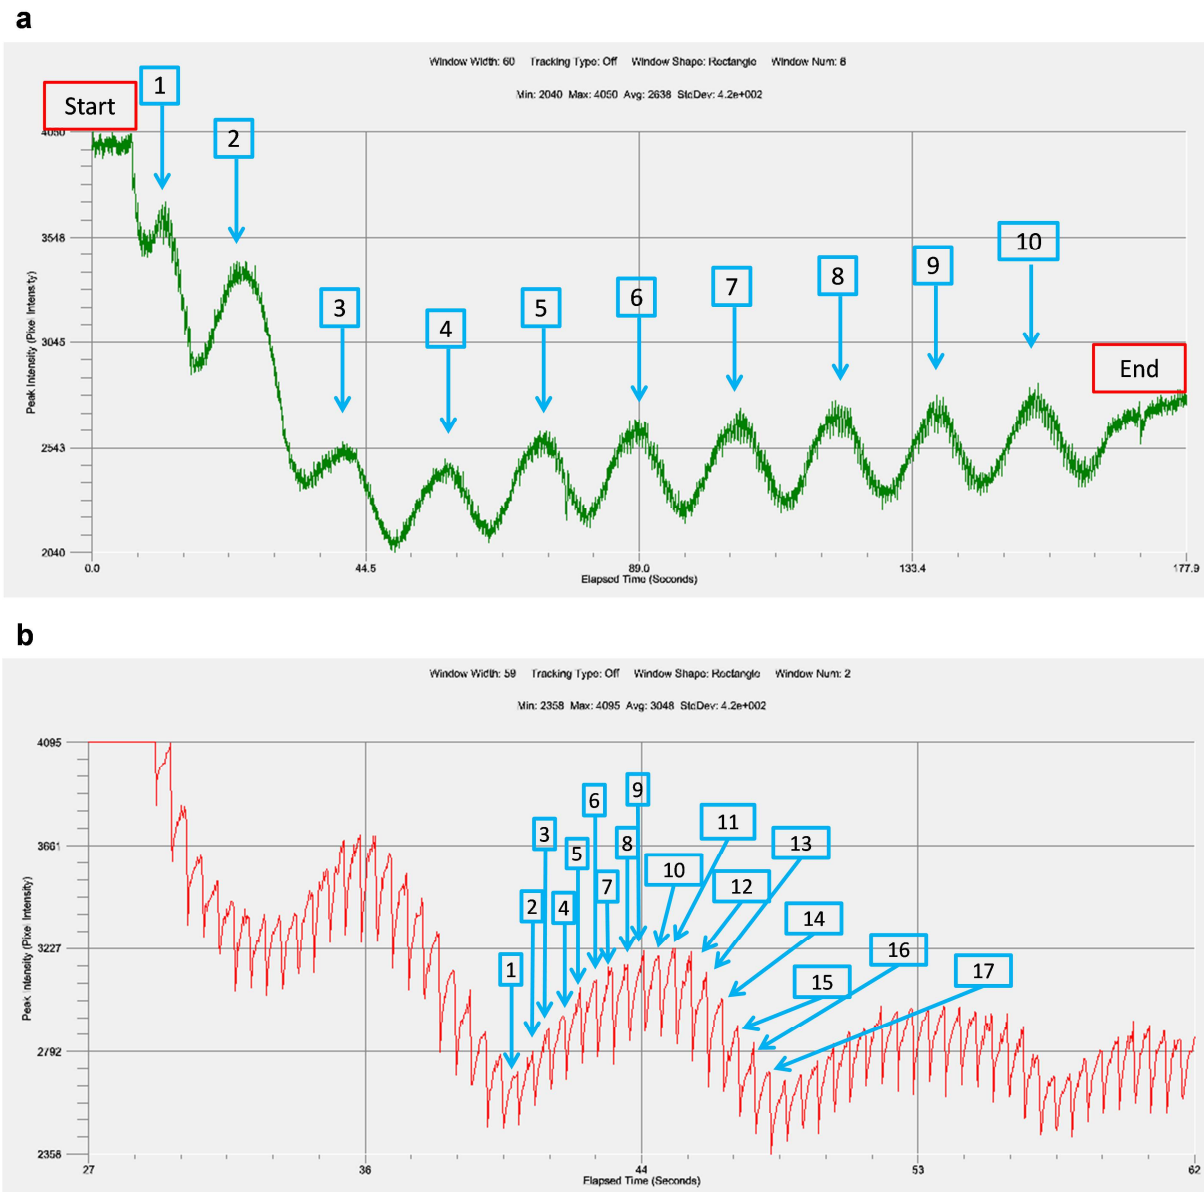 a
Window Width: 60 Tracking Type: Off Window Shape: Rectangle Window Num: 8
Min: 2040 Max: 4050 Avg: 2638 StdDev: 4.2e+002
Start
1
2
3
4
5
6
7
8
9
10
End
Peak Intensity (Pixel Intensity)
4050
3548
3045
2543
2040
0.0 44.5 89.0 133.4 177.9
Elapsed Time (Seconds)
b
Window Width: 59 Tracking Type: Off Window Shape: Rectangle Window Num: 2
Min: 2358 Max: 4095 Avg: 3048 StdDev: 4.2e+002
Peak Intensity (Pixel Intensity)
4095
3661
3227
2792
2358
1
2
3
4
5
6
7
8
9
10
11
12
13
14
15
16
17
27 36 44 53 62
Elapsed Time (Seconds)